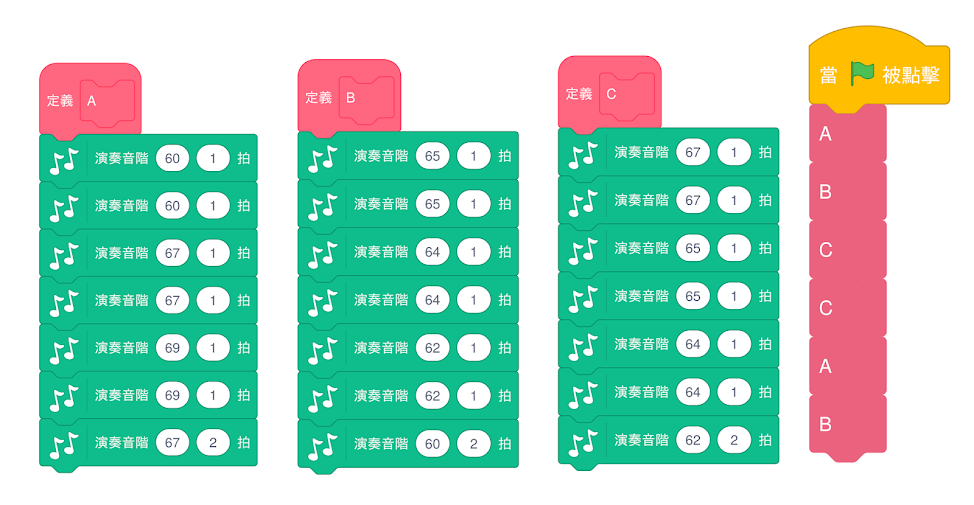 定義 A
演奏音階 60 1 拍
演奏音階 60 1 拍
演奏音階 67 1 拍
演奏音階 67 1 拍
演奏音階 69 1 拍
演奏音階 69 1 拍
演奏音階 67 2 拍
定義 B
演奏音階 65 1 拍
演奏音階 65 1 拍
演奏音階 64 1 拍
演奏音階 64 1 拍
演奏音階 62 1 拍
演奏音階 62 1 拍
演奏音階 60 2 拍
定義 C
演奏音階 67 1 拍
演奏音階 67 1 拍
演奏音階 65 1 拍
演奏音階 65 1 拍
演奏音階 64 1 拍
演奏音階 64 1 拍
演奏音階 62 2 拍
當 被點擊
A
B
C
C
A
B